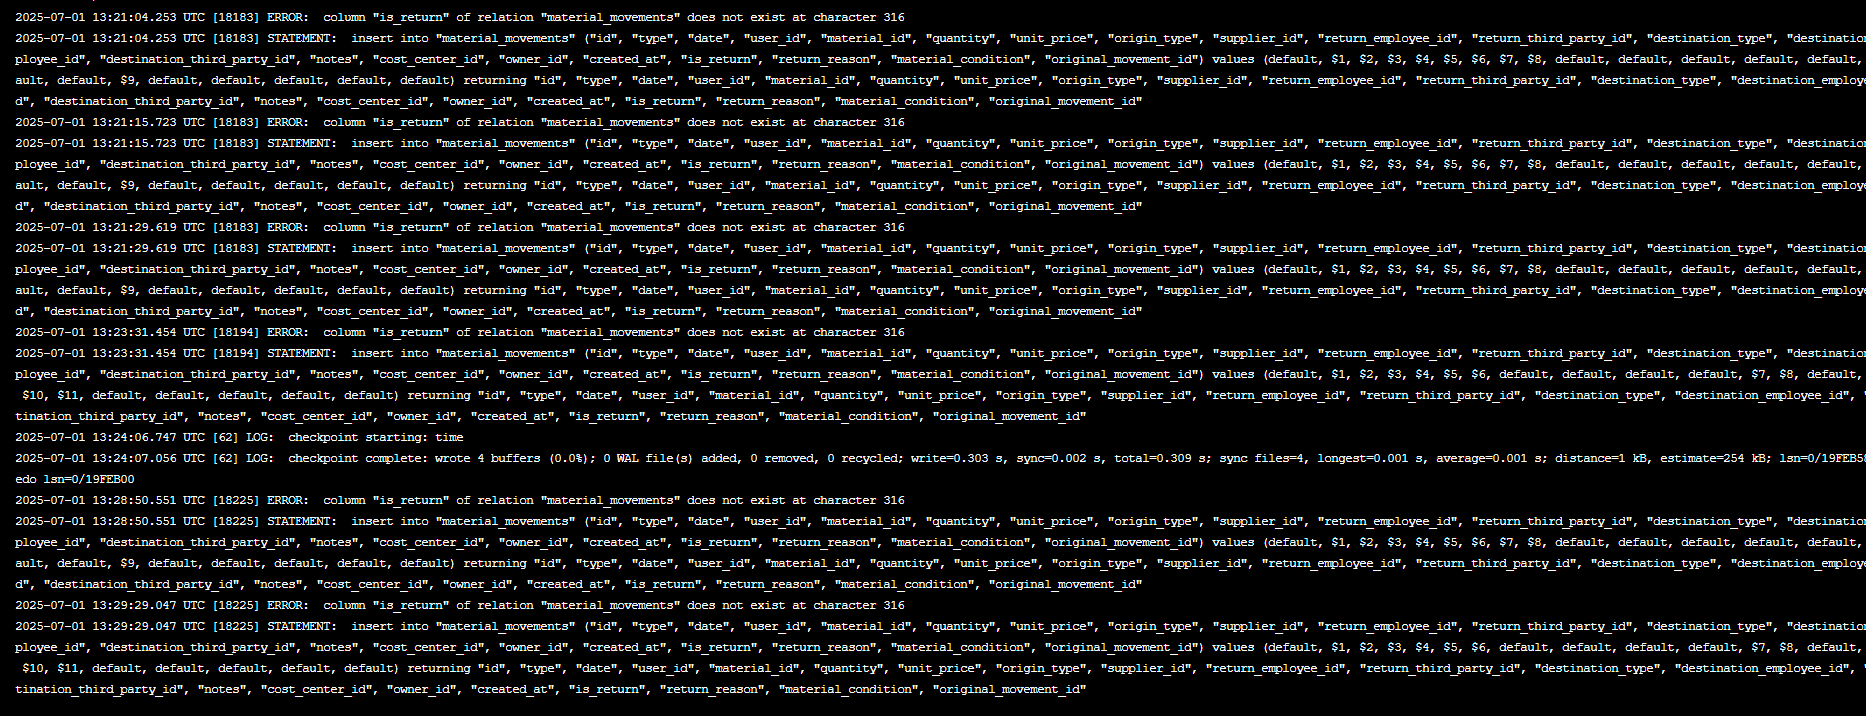 2025-07-01 13:21:04.253 UTC [18183] ERROR:  column "is_return" of relation "material_movements" does not exist at character 316
2025-07-01 13:21:04.253 UTC [18183] STATEMENT:  insert into "material_movements" ("id", "type", "date", "user_id", "material_id", "quantity", "unit_price", "origin_type", "supplier_id", "return_employee_id", "return_third_party_id", "destination_type", "destination
ployee_id", "destination_third_party_id", "notes", "cost_center_id", "owner_id", "created_at", "is_return", "return_reason", "material_condition", "original_movement_id") values (default, $1, $2, $3, $4, $5, $6, $7, $8, default, default, default, default, default,
ault, default, $9, default, default, default, default, default) returning "id", "type", "date", "user_id", "material_id", "quantity", "unit_price", "origin_type", "supplier_id", "return_employee_id", "return_third_party_id", "destination_type", "destination_employe
d", "destination_third_party_id", "notes", "cost_center_id", "owner_id", "created_at", "is_return", "return_reason", "material_condition", "original_movement_id"
2025-07-01 13:21:15.723 UTC [18183] ERROR:  column "is_return" of relation "material_movements" does not exist at character 316
2025-07-01 13:21:15.723 UTC [18183] STATEMENT:  insert into "material_movements" ("id", "type", "date", "user_id", "material_id", "quantity", "unit_price", "origin_type", "supplier_id", "return_employee_id", "return_third_party_id", "destination_type", "destination
ployee_id", "destination_third_party_id", "notes", "cost_center_id", "owner_id", "created_at", "is_return", "return_reason", "material_condition", "original_movement_id") values (default, $1, $2, $3, $4, $5, $6, $7, $8, default, default, default, default, default,
ault, default, $9, default, default, default, default, default) returning "id", "type", "date", "user_id", "material_id", "quantity", "unit_price", "origin_type", "supplier_id", "return_employee_id", "return_third_party_id", "destination_type", "destination_employe
d", "destination_third_party_id", "notes", "cost_center_id", "owner_id", "created_at", "is_return", "return_reason", "material_condition", "original_movement_id"
2025-07-01 13:21:29.619 UTC [18183] ERROR:  column "is_return" of relation "material_movements" does not exist at character 316
2025-07-01 13:21:29.619 UTC [18183] STATEMENT:  insert into "material_movements" ("id", "type", "date", "user_id", "material_id", "quantity", "unit_price", "origin_type", "supplier_id", "return_employee_id", "return_third_party_id", "destination_type", "destination
ployee_id", "destination_third_party_id", "notes", "cost_center_id", "owner_id", "created_at", "is_return", "return_reason", "material_condition", "original_movement_id") values (default, $1, $2, $3, $4, $5, $6, $7, $8, default, default, default, default, default,
ault, default, $9, default, default, default, default, default) returning "id", "type", "date", "user_id", "material_id", "quantity", "unit_price", "origin_type", "supplier_id", "return_employee_id", "return_third_party_id", "destination_type", "destination_employe
d", "destination_third_party_id", "notes", "cost_center_id", "owner_id", "created_at", "is_return", "return_reason", "material_condition", "original_movement_id"
2025-07-01 13:23:31.454 UTC [18194] ERROR:  column "is_return" of relation "material_movements" does not exist at character 316
2025-07-01 13:23:31.454 UTC [18194] STATEMENT:  insert into "material_movements" ("id", "type", "date", "user_id", "material_id", "quantity", "unit_price", "origin_type", "supplier_id", "return_employee_id", "return_third_party_id", "destination_type", "destination
ployee_id", "destination_third_party_id", "notes", "cost_center_id", "owner_id", "created_at", "is_return", "return_reason", "material_condition", "original_movement_id") values (default, $1, $2, $3, $4, $5, $6, default, default, default, default, $7, $8, default,
$10, $11, default, default, default, default, default) returning "id", "type", "date", "user_id", "material_id", "quantity", "unit_price", "origin_type", "supplier_id", "return_employee_id", "return_third_party_id", "destination_type", "destination_employee_id", "
tination_third_party_id", "notes", "cost_center_id", "owner_id", "created_at", "is_return", "return_reason", "material_condition", "original_movement_id"
2025-07-01 13:24:06.747 UTC [62] LOG:  checkpoint starting: time
2025-07-01 13:24:07.056 UTC [62] LOG:  checkpoint complete: wrote 4 buffers (0.0%); 0 WAL file(s) added, 0 removed, 0 recycled; write=0.303 s, sync=0.002 s, total=0.309 s; sync files=4, longest=0.001 s, average=0.001 s; distance=1 kB, estimate=254 kB; lsn=0/19FEB58
edo lsn=0/19FEB00
2025-07-01 13:28:50.551 UTC [18225] ERROR:  column "is_return" of relation "material_movements" does not exist at character 316
2025-07-01 13:28:50.551 UTC [18225] STATEMENT:  insert into "material_movements" ("id", "type", "date", "user_id", "material_id", "quantity", "unit_price", "origin_type", "supplier_id", "return_employee_id", "return_third_party_id", "destination_type", "destination
ployee_id", "destination_third_party_id", "notes", "cost_center_id", "owner_id", "created_at", "is_return", "return_reason", "material_condition", "original_movement_id") values (default, $1, $2, $3, $4, $5, $6, $7, $8, default, default, default, default, default,
ault, default, $9, default, default, default, default, default) returning "id", "type", "date", "user_id", "material_id", "quantity", "unit_price", "origin_type", "supplier_id", "return_employee_id", "return_third_party_id", "destination_type", "destination_employe
d", "destination_third_party_id", "notes", "cost_center_id", "owner_id", "created_at", "is_return", "return_reason", "material_condition", "original_movement_id"
2025-07-01 13:29:29.047 UTC [18225] ERROR:  column "is_return" of relation "material_movements" does not exist at character 316
2025-07-01 13:29:29.047 UTC [18225] STATEMENT:  insert into "material_movements" ("id", "type", "date", "user_id", "material_id", "quantity", "unit_price", "origin_type", "supplier_id", "return_employee_id", "return_third_party_id", "destination_type", "destination
ployee_id", "destination_third_party_id", "notes", "cost_center_id", "owner_id", "created_at", "is_return", "return_reason", "material_condition", "original_movement_id") values (default, $1, $2, $3, $4, $5, $6, default, default, default, default, $7, $8, default,
$10, $11, default, default, default, default, default) returning "id", "type", "date", "user_id", "material_id", "quantity", "unit_price", "origin_type", "supplier_id", "return_employee_id", "return_third_party_id", "destination_type", "destination_employee_id", "
tination_third_party_id", "notes", "cost_center_id", "owner_id", "created_at", "is_return", "return_reason", "material_condition", "original_movement_id"